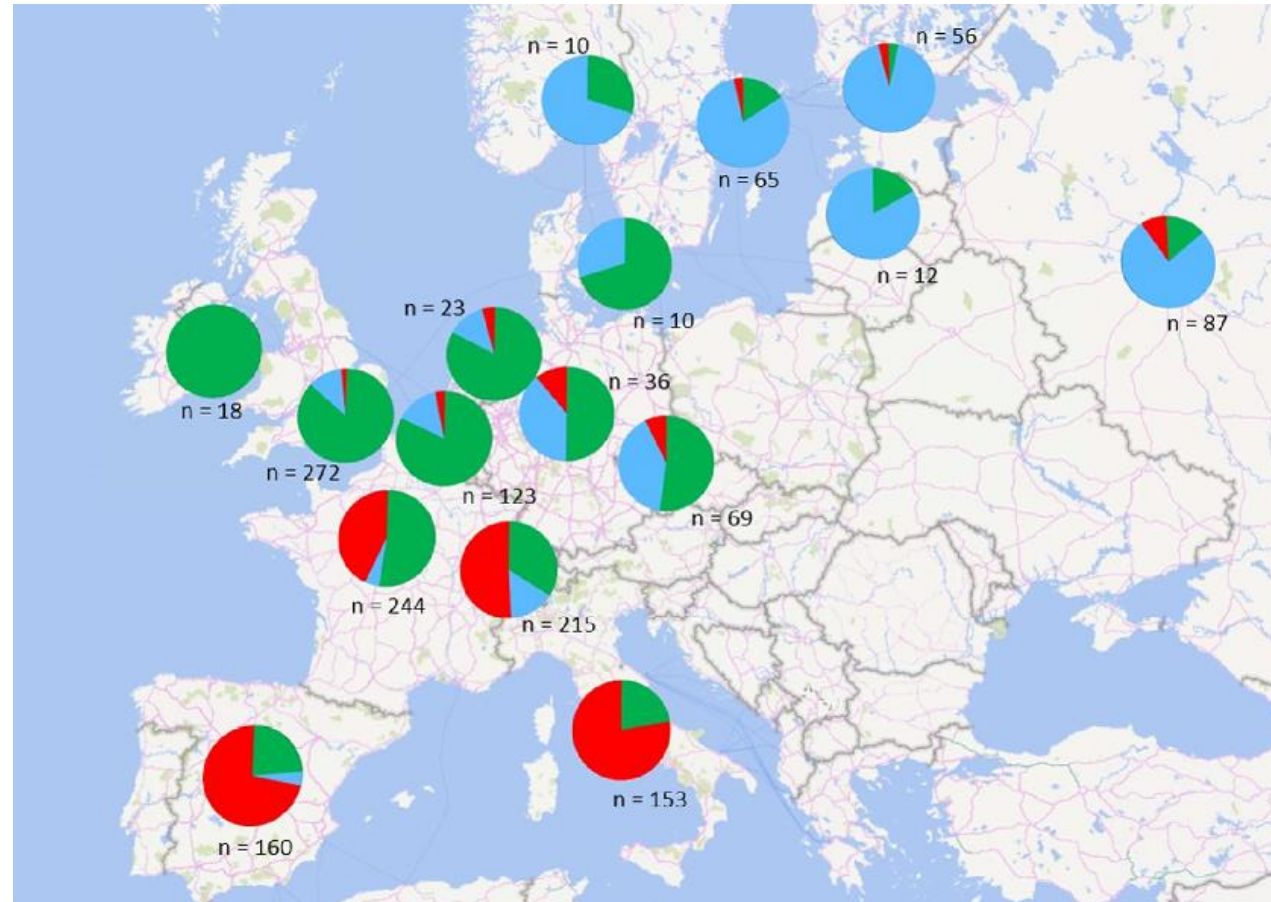 n = 10
n = 56
n = 65
n = 12
n = 87
n = 23
n = 10
n = 18
n = 36
n = 272
n = 123
n = 69
n = 244
n = 215
n = 153
n = 160